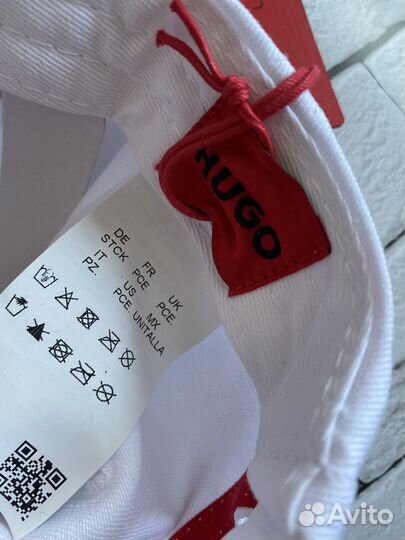 HUGO
DE FR UK
STCK PCE. PCE.
IT US MX
PZ PCE. UNITALLA
Avito